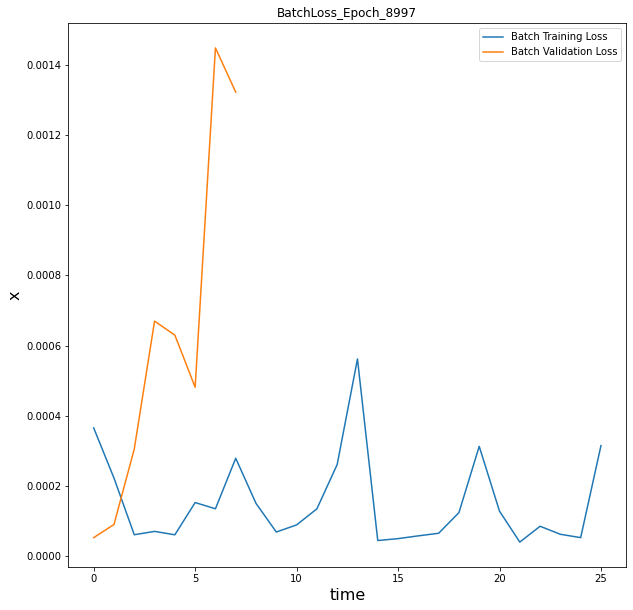 BatchLoss_Epoch_8997
Batch Training Loss
Batch Validation Loss
0.0014
0.0012
0.0010
0.0008
x
0.0006
0.0004
0.0002
0.0000
0 5 10 15 20 25
time